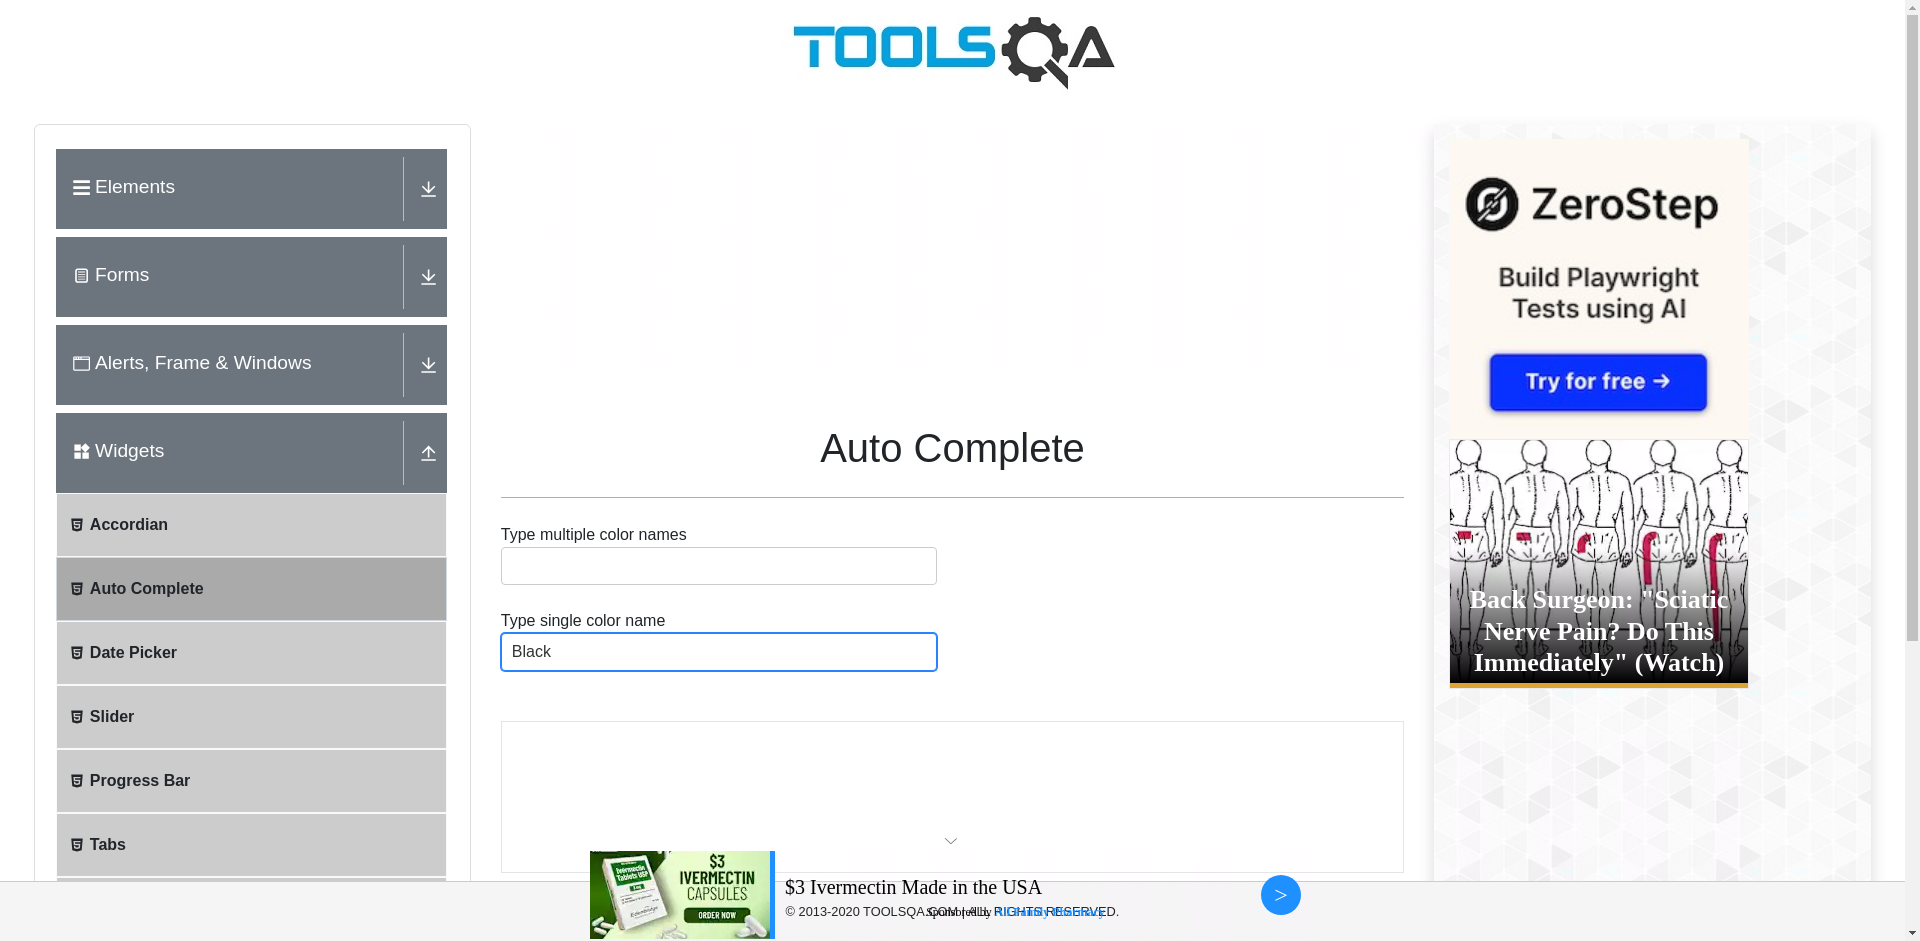 TOOLSQA
Elements
Forms
Alerts, Frame & Windows
Widgets
Accordian
Auto Complete
Date Picker
Slider
Progress Bar
Tabs
Auto Complete
Type multiple color names
Type single color name
Black
ZeroStep
Build Playwright
Tests using AI
Try for free →
Back Surgeon: "Sciatic
Nerve Pain? Do This
Immediately" (Watch)
$3
IVERMECTIN
CAPSULES
ORDER NOW
Ivermectin
Tablets USP
$3 Ivermectin Made in the USA
© 2013-2020 TOOLSQA.COM | ALL RIGHTS RESERVED.
>